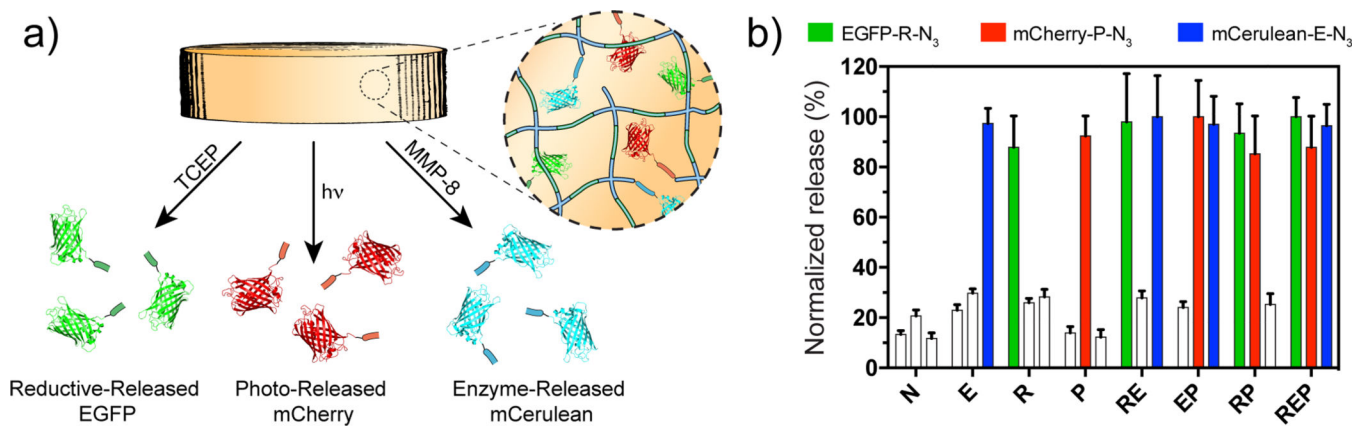 a)
TCEP
hν
MMP-8
Reductive-Released
EGFP
Photo-Released
mCherry
Enzyme-Released
mCerulean
b)
EGFP-R-N₃
mCherry-P-N₃
mCerulean-E-N₃
Normalized release (%)
120
100
80
60
40
20
0
N
E
R
P
RE
EP
RP
REP